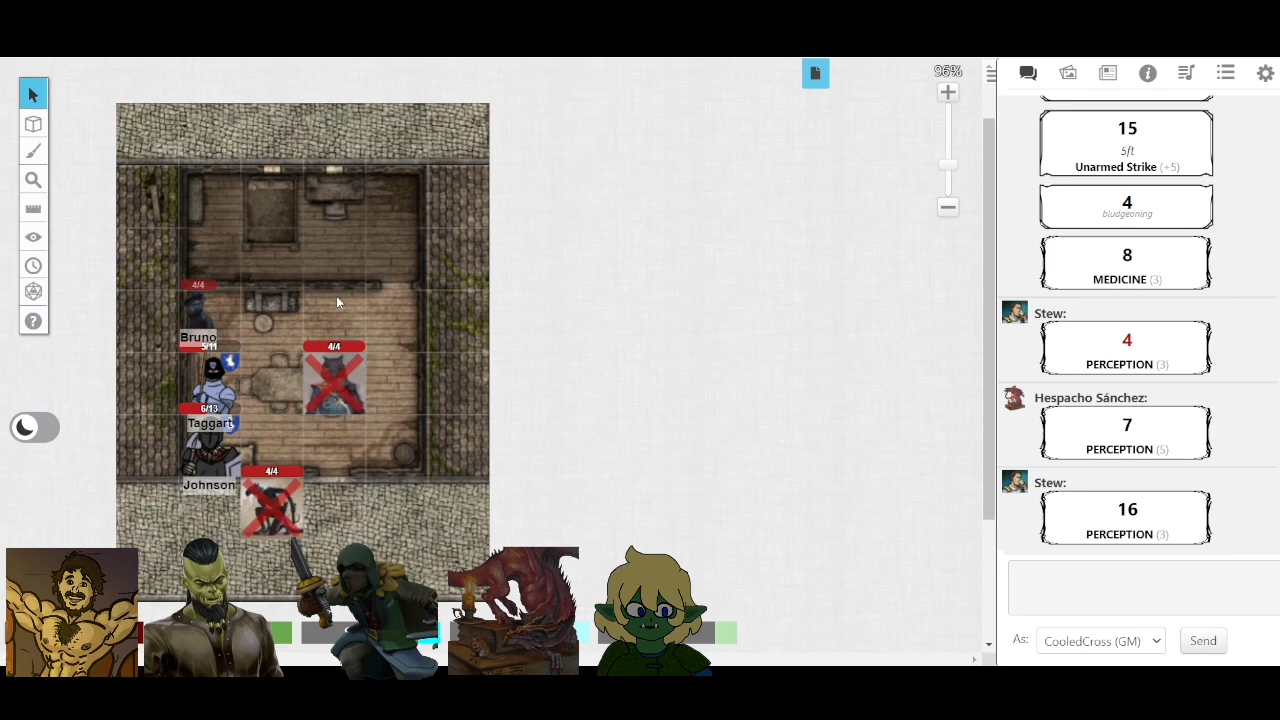 96%
15
5ft
Unarmed Strike (+5)
4
bludgeoning
8
MEDICINE (3)
Stew:
4
PERCEPTION (3)
Hespacho Sánchez:
7
PERCEPTION (5)
Stew:
16
PERCEPTION (3)
As:
CooledCross (GM)
Send
4/4
Bruno
5/11
4/4
6/13
Taggart
4/4
Johnson